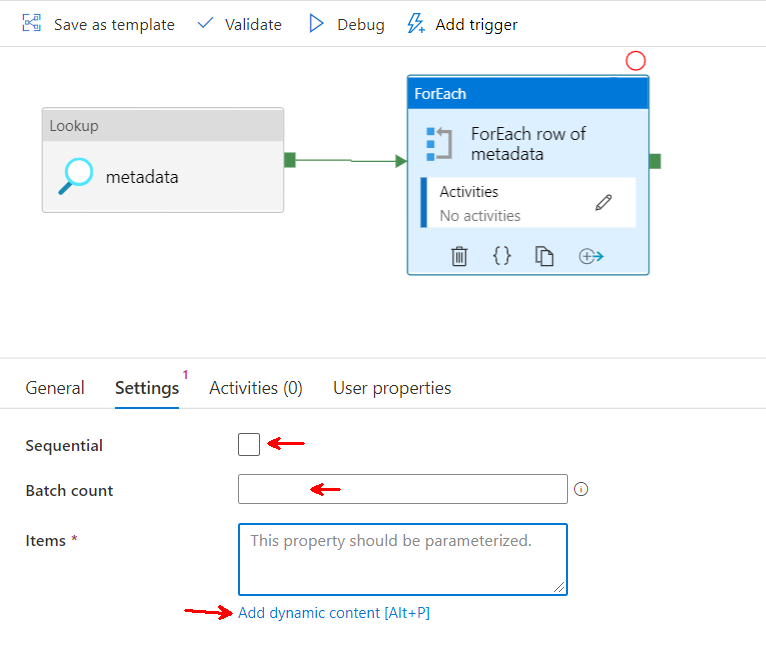 Save as template Validate Debug Add trigger
Lookup
metadata
ForEach
ForEach row of
metadata
Activities
No activities
{}
General Settings 1 Activities (0) User properties
Sequential
Batch count
Items *
This property should be parameterized.
Add dynamic content [Alt+P]